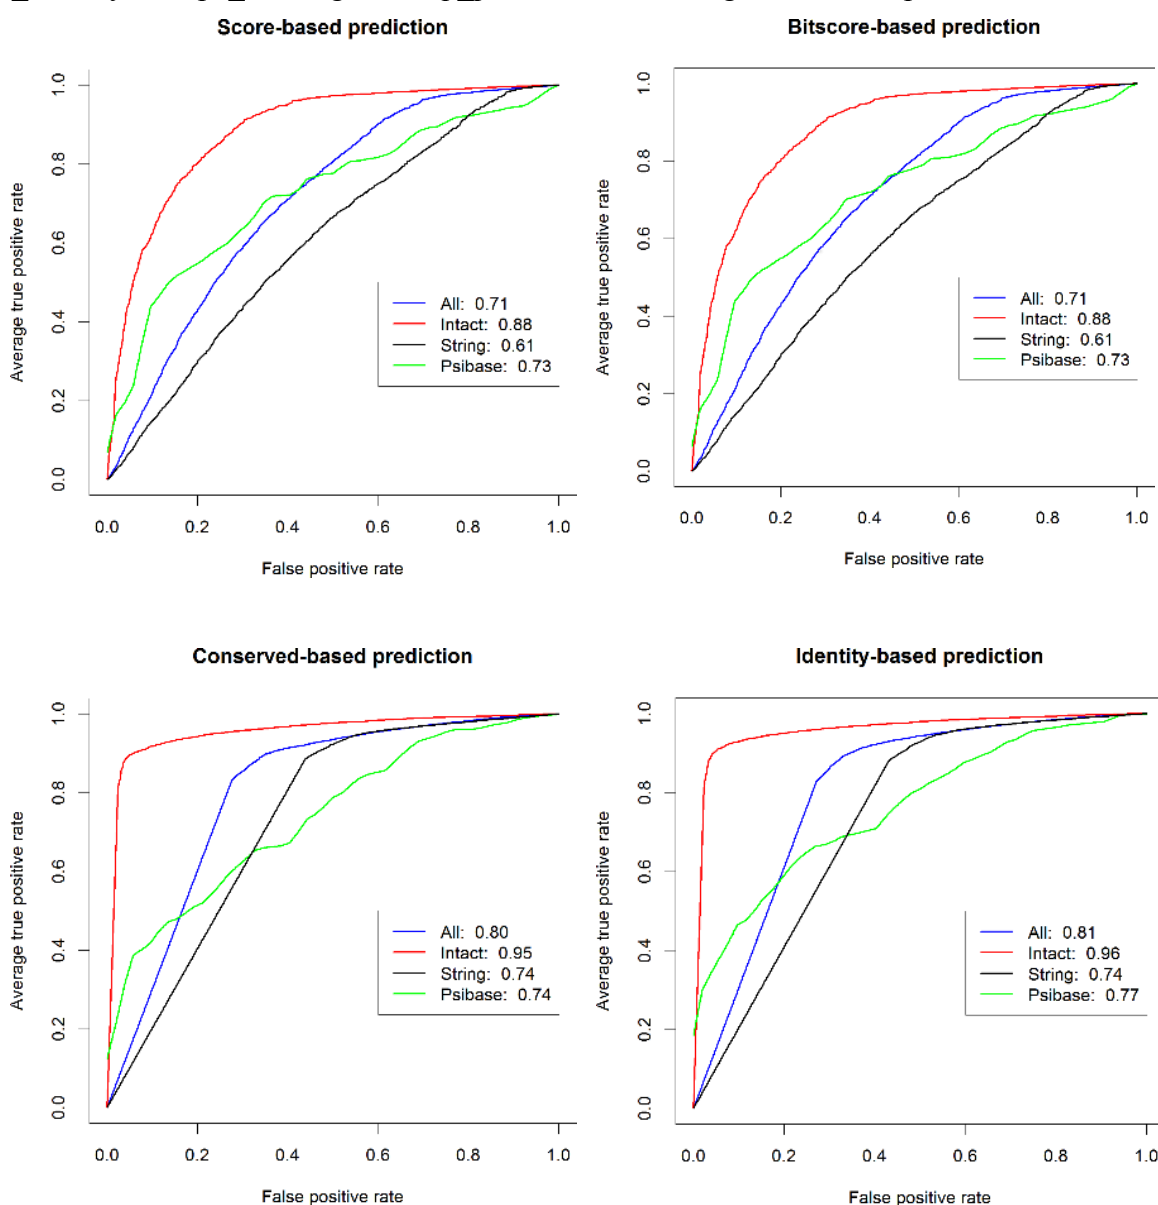 Score-based prediction
Average true positive rate
1.0
0.8
0.6
0.4
0.2
0.0
All: 0.71
Intact: 0.88
String: 0.61
Psibase: 0.73
0.0 0.2 0.4 0.6 0.8 1.0
False positive rate
Bitscore-based prediction
Average true positive rate
1.0
0.8
0.6
0.4
0.2
0.0
All: 0.71
Intact: 0.88
String: 0.61
Psibase: 0.73
0.0 0.2 0.4 0.6 0.8 1.0
False positive rate
Conserved-based prediction
Average true positive rate
1.0
0.8
0.6
0.4
0.2
0.0
All: 0.80
Intact: 0.95
String: 0.74
Psibase: 0.74
0.0 0.2 0.4 0.6 0.8 1.0
False positive rate
Identity-based prediction
Average true positive rate
1.0
0.8
0.6
0.4
0.2
0.0
All: 0.81
Intact: 0.96
String: 0.74
Psibase: 0.77
0.0 0.2 0.4 0.6 0.8 1.0
False positive rate